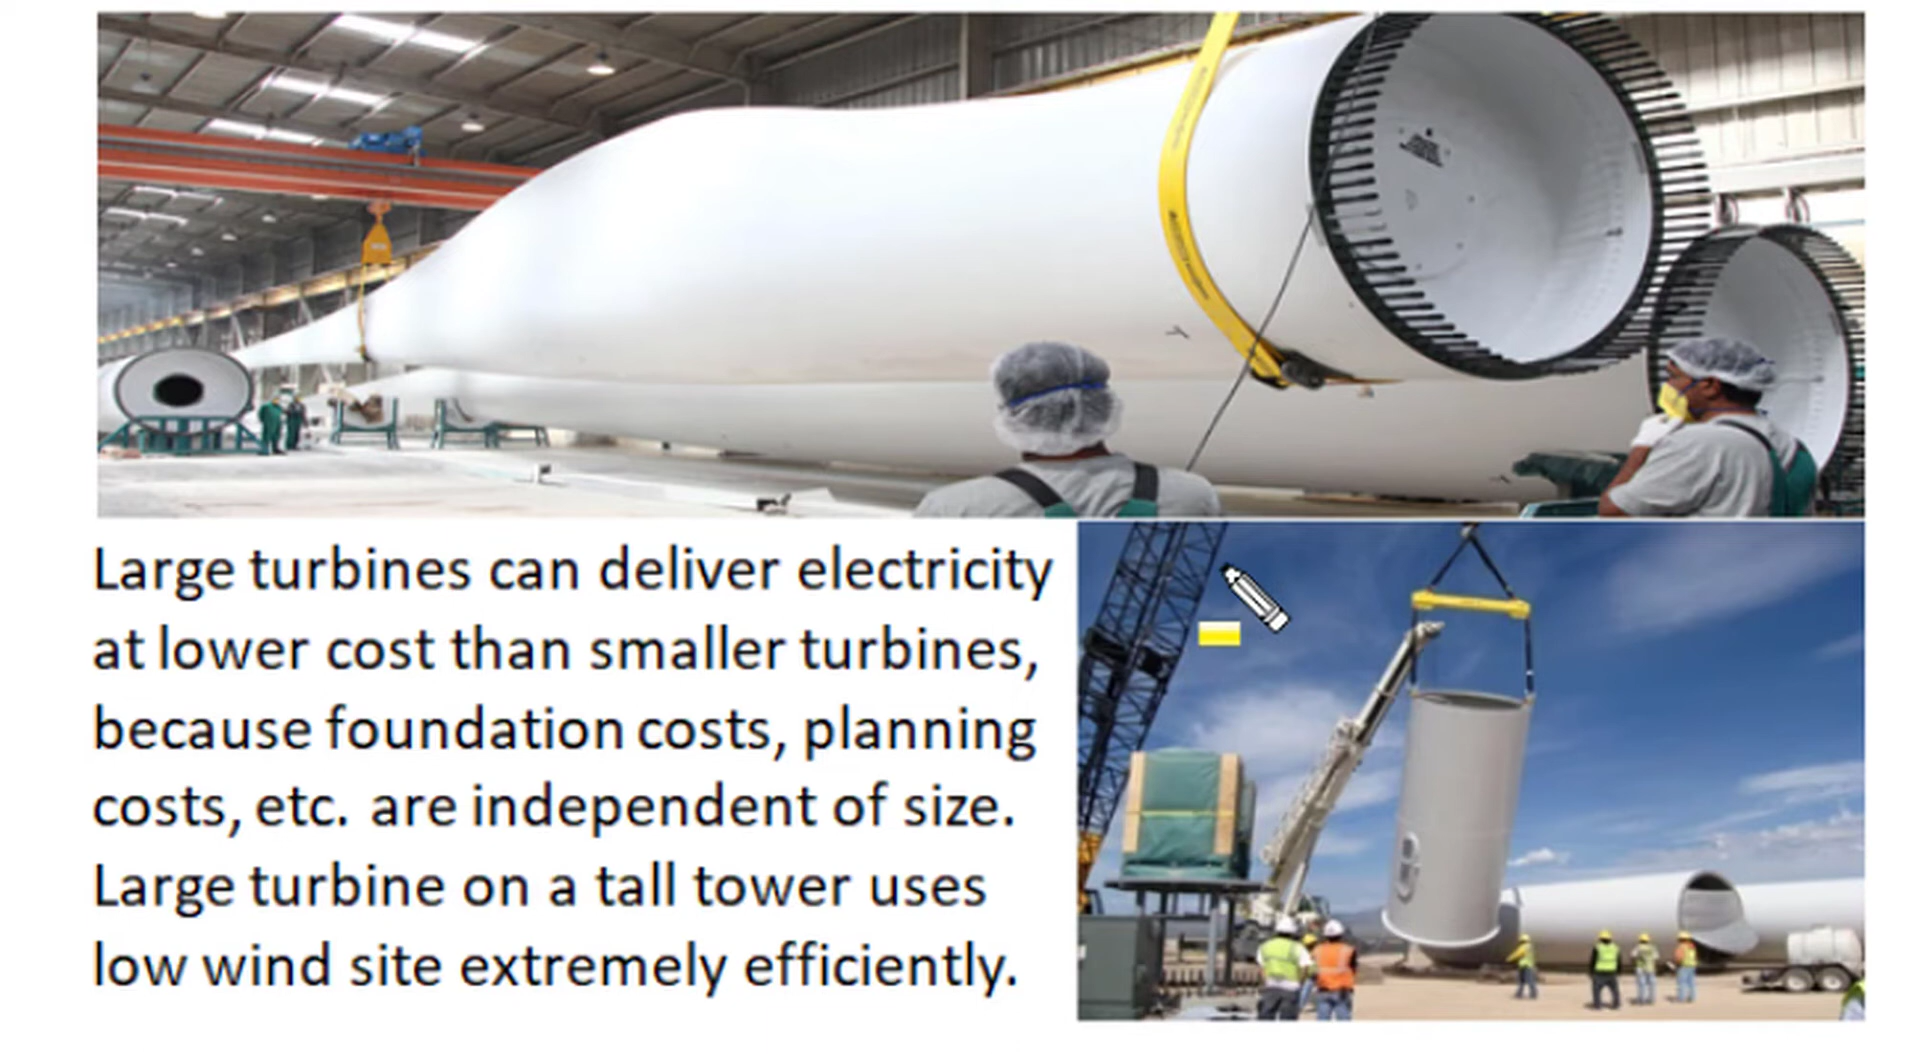 Large turbines can deliver electricity
at lower cost than smaller turbines,
because foundation costs, planning
costs, etc. are independent of size.
Large turbine on a tall tower uses
low wind site extremely efficiently.